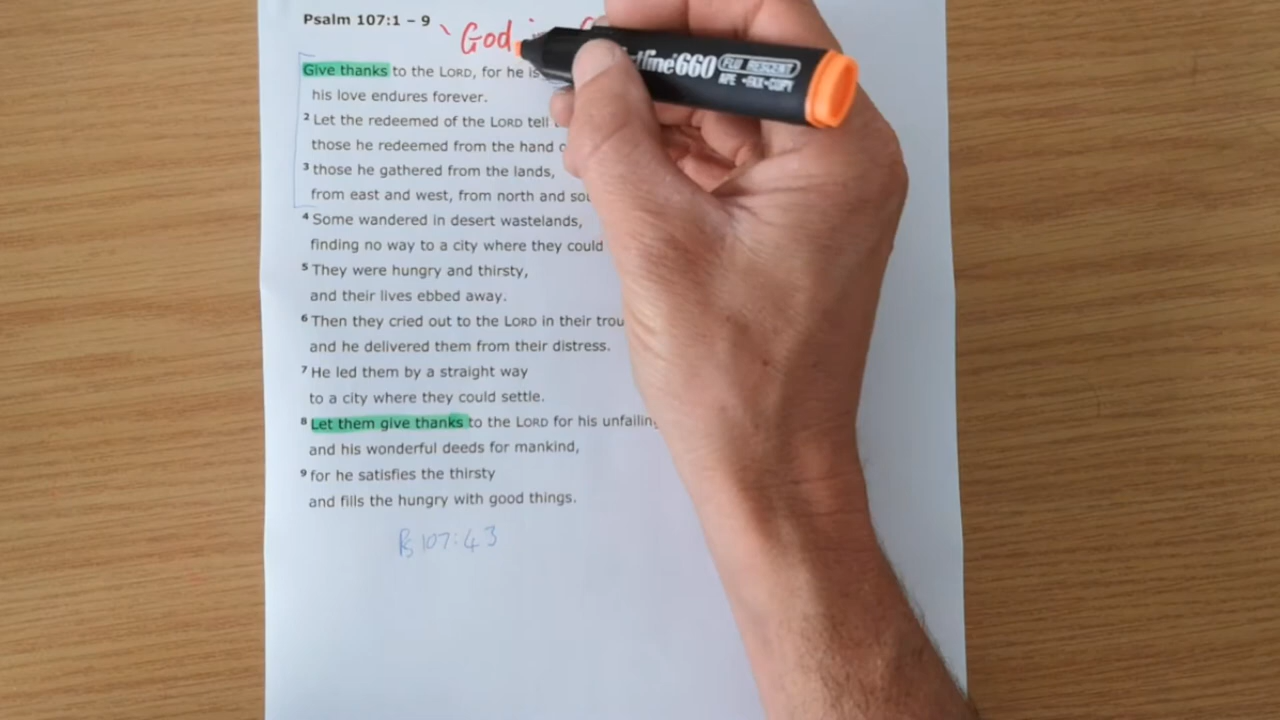 Psalm 107:1 – 9 God
Give thanks to the LORD, for he is
his love endures forever.
2 Let the redeemed of the LORD tell
those he redeemed from the hand
3 those he gathered from the lands,
from east and west, from north and
4 Some wandered in desert wastelands,
finding no way to a city where they could
5 They were hungry and thirsty,
and their lives ebbed away.
6 Then they cried out to the LORD in their
and he delivered them from their distress.
7 He led them by a straight way
to a city where they could settle.
8 Let them give thanks to the LORD for his
and his wonderful deeds for mankind,
9 for he satisfies the thirsty
and fills the hungry with good things.
Ps 107:43
660